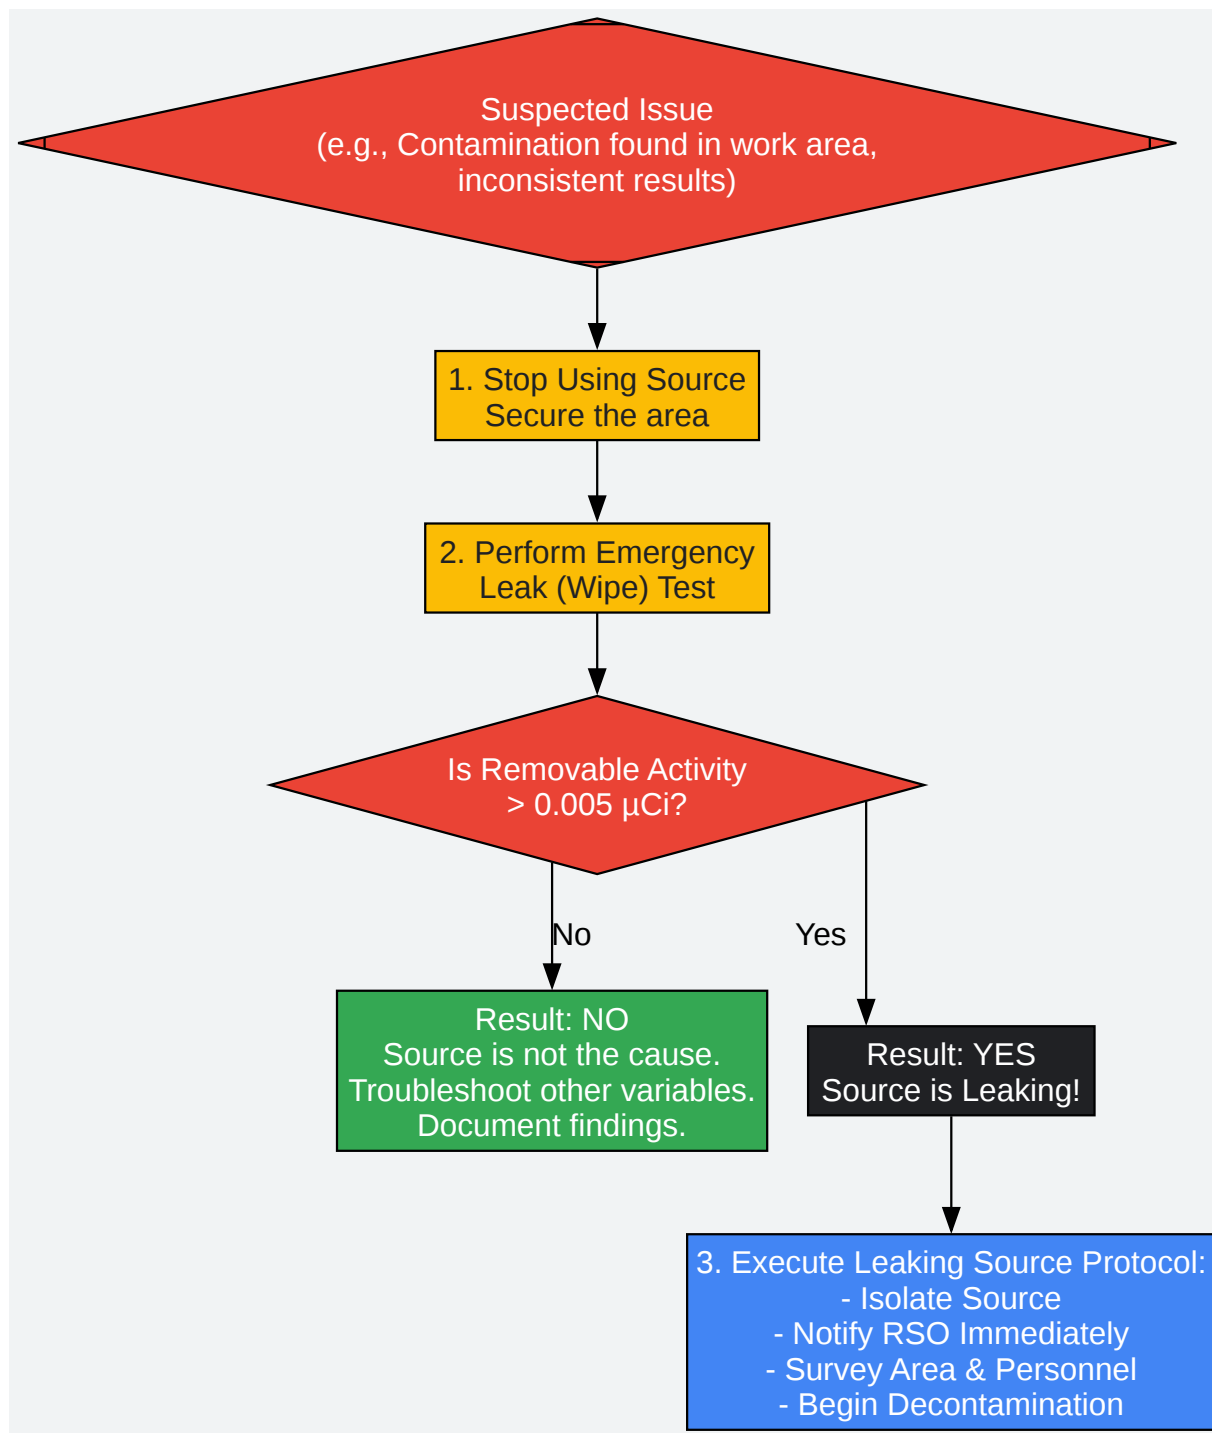 Suspected Issue
(e.g., Contamination found in work area,
inconsistent results)
1. Stop Using Source
Secure the area
2. Perform Emergency
Leak (Wipe) Test
Is Removable Activity
> 0.005 µCi?
No
Yes
Result: NO
Source is not the cause.
Troubleshoot other variables.
Document findings.
Result: YES
Source is Leaking!
3. Execute Leaking Source Protocol:
- Isolate Source
- Notify RSO Immediately
- Survey Area & Personnel
- Begin Decontamination